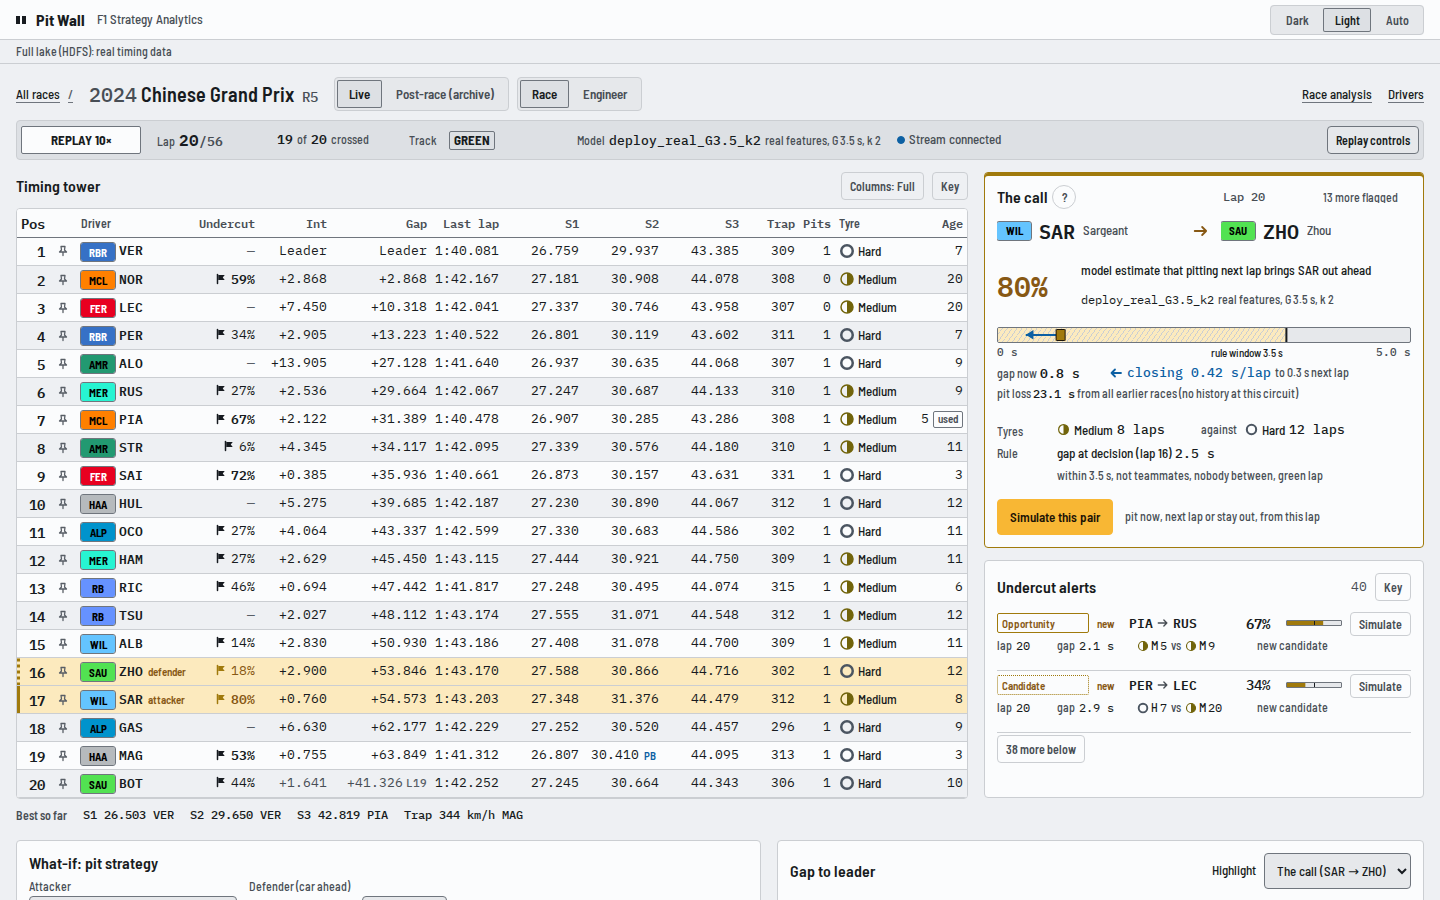 Pit Wall F1 Strategy Analytics Dark Light Auto
Full lake (HDFS): real timing data
All races / 2024 Chinese Grand Prix R5 Live Post-race (archive) Race Engineer Race analysis Drivers
REPLAY 10× Lap 20/56 19 of 20 crossed Track GREEN Model deploy_real_G3.5_k2 real features, G 3.5 s, k 2 Stream connected Replay controls
Timing tower Columns: Full Key
Pos Driver Undercut Int Gap Last lap S1 S2 S3 Trap Pits Tyre Age
1 RBR VER – Leader Leader 1:40.081 26.759 29.937 43.385 309 1 Hard 7
2 MCL NOR 59% +2.868 +2.868 1:42.167 27.181 30.908 44.078 308 0 Medium 20
3 FER LEC – +7.450 +10.318 1:42.041 27.337 30.746 43.958 307 0 Medium 20
4 RBR PER 34% +2.905 +13.223 1:40.522 26.801 30.119 43.602 311 1 Hard 7
5 AMR ALO – +13.905 +27.128 1:41.640 26.937 30.635 44.068 307 1 Hard 9
6 MER RUS 27% +2.536 +29.664 1:42.067 27.247 30.687 44.133 310 1 Medium 9
7 MCL PIA 67% +2.122 +31.389 1:40.478 26.907 30.285 43.286 308 1 Medium 5 used
8 AMR STR 6% +4.345 +34.117 1:42.095 27.339 30.576 44.180 310 1 Medium 11
9 FER SAI 72% +0.385 +35.936 1:40.661 26.873 30.157 43.631 331 1 Hard 3
10 HAA HUL – +5.275 +39.685 1:42.187 27.230 30.890 44.067 312 1 Hard 12
11 ALP OCO 27% +4.064 +43.337 1:42.599 27.330 30.683 44.586 302 1 Hard 11
12 MER HAM 27% +2.629 +45.450 1:43.115 27.444 30.921 44.750 309 1 Medium 11
13 RB RIC 46% +0.694 +47.442 1:41.817 27.248 30.495 44.074 315 1 Medium 6
14 RB TSU – +2.027 +48.112 1:43.174 27.555 31.071 44.548 312 1 Medium 12
15 WIL ALB 14% +2.830 +50.930 1:43.186 27.408 31.078 44.700 309 1 Medium 11
16 SAU ZHO defender 18% +2.900 +53.846 1:43.170 27.588 30.866 44.716 302 1 Hard 12
17 WIL SAR attacker 80% +0.760 +54.573 1:43.203 27.348 31.376 44.479 312 1 Medium 8
18 ALP GAS – +6.630 +62.177 1:42.229 27.252 30.520 44.457 296 1 Hard 9
19 HAA MAG 53% +0.755 +63.849 1:41.312 26.807 30.410 PB 44.095 313 1 Hard 3
20 SAU BOT 44% +1.641 +41.326 L19 1:42.252 27.245 30.664 44.343 306 1 Hard 10
Best so far S1 26.503 VER S2 29.650 VER S3 42.819 PIA Trap 344 km/h MAG
The call ? Lap 20 13 more flagged
WIL SAR Sargeant → SAU ZHO Zhou
80% model estimate that pitting next lap brings SAR out ahead
deploy_real_G3.5_k2 real features, G 3.5 s, k 2
0 s rule window 3.5 s 5.0 s
gap now 0.8 s ← closing 0.42 s/lap to 0.3 s next lap
pit loss 23.1 s from all earlier races (no history at this circuit)
Tyres Medium 8 laps against Hard 12 laps
Rule gap at decision (lap 16) 2.5 s
within 3.5 s, not teammates, nobody between, green lap
Simulate this pair pit now, next lap or stay out, from this lap
Undercut alerts 40 Key
Opportunity new PIA → RUS 67% Simulate
lap 20 gap 2.1 s M 5 vs M 9 new candidate
Candidate new PER → LEC 34% Simulate
lap 20 gap 2.9 s H 7 vs M 20 new candidate
38 more below
What-if: pit strategy
Attacker Defender (car ahead)
Gap to leader Highlight The call (SAR → ZHO)